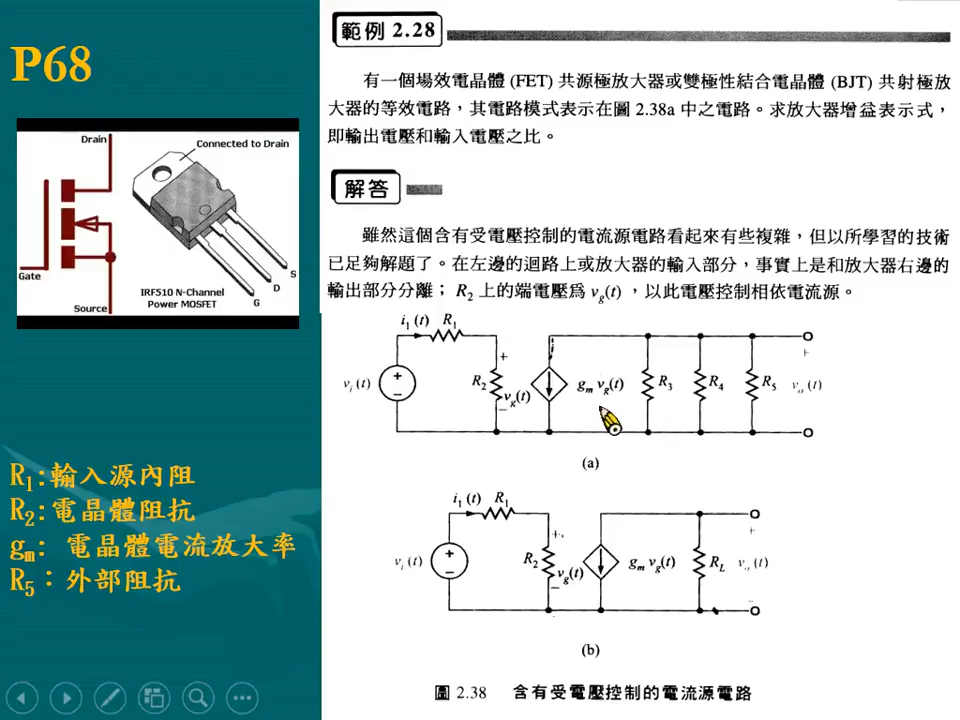 P68
Drain
Gate
Source
Connected to Drain
S
D
G
IRF510 N-Channel
Power MOSFET
R1:輸入源內阻
R2:電晶體阻抗
gm: 電晶體電流放大率
R5：外部阻抗
範例 2.28
有一個場效電晶體 (FET) 共源極放大器或雙極性結合電晶體 (BJT) 共射極放
大器的等效電路，其電路模式表示在圖 2.38a 中之電路。求放大器增益表示式，
即輸出電壓和輸入電壓之比。
解答
雖然這個含有受電壓控制的電流源電路看起來有些複雜，但以所學習的技術
已足夠解題了。在左邊的迴路上或放大器的輸入部分，事實上是和放大器右邊的
輸出部分分離；R2 上的端電壓為 vg(t)，以此電壓控制相依電流源。
i1 (t) R1
vi (t) + − R2 + vg(t) − i gm vg(t) R3 R4 R5 + vo (t)
(a)
i1 (t) R1
vi (t) + − R2 + vg(t) − gm vg(t) RL + vo (t) −
(b)
圖 2.38 含有受電壓控制的電流源電路